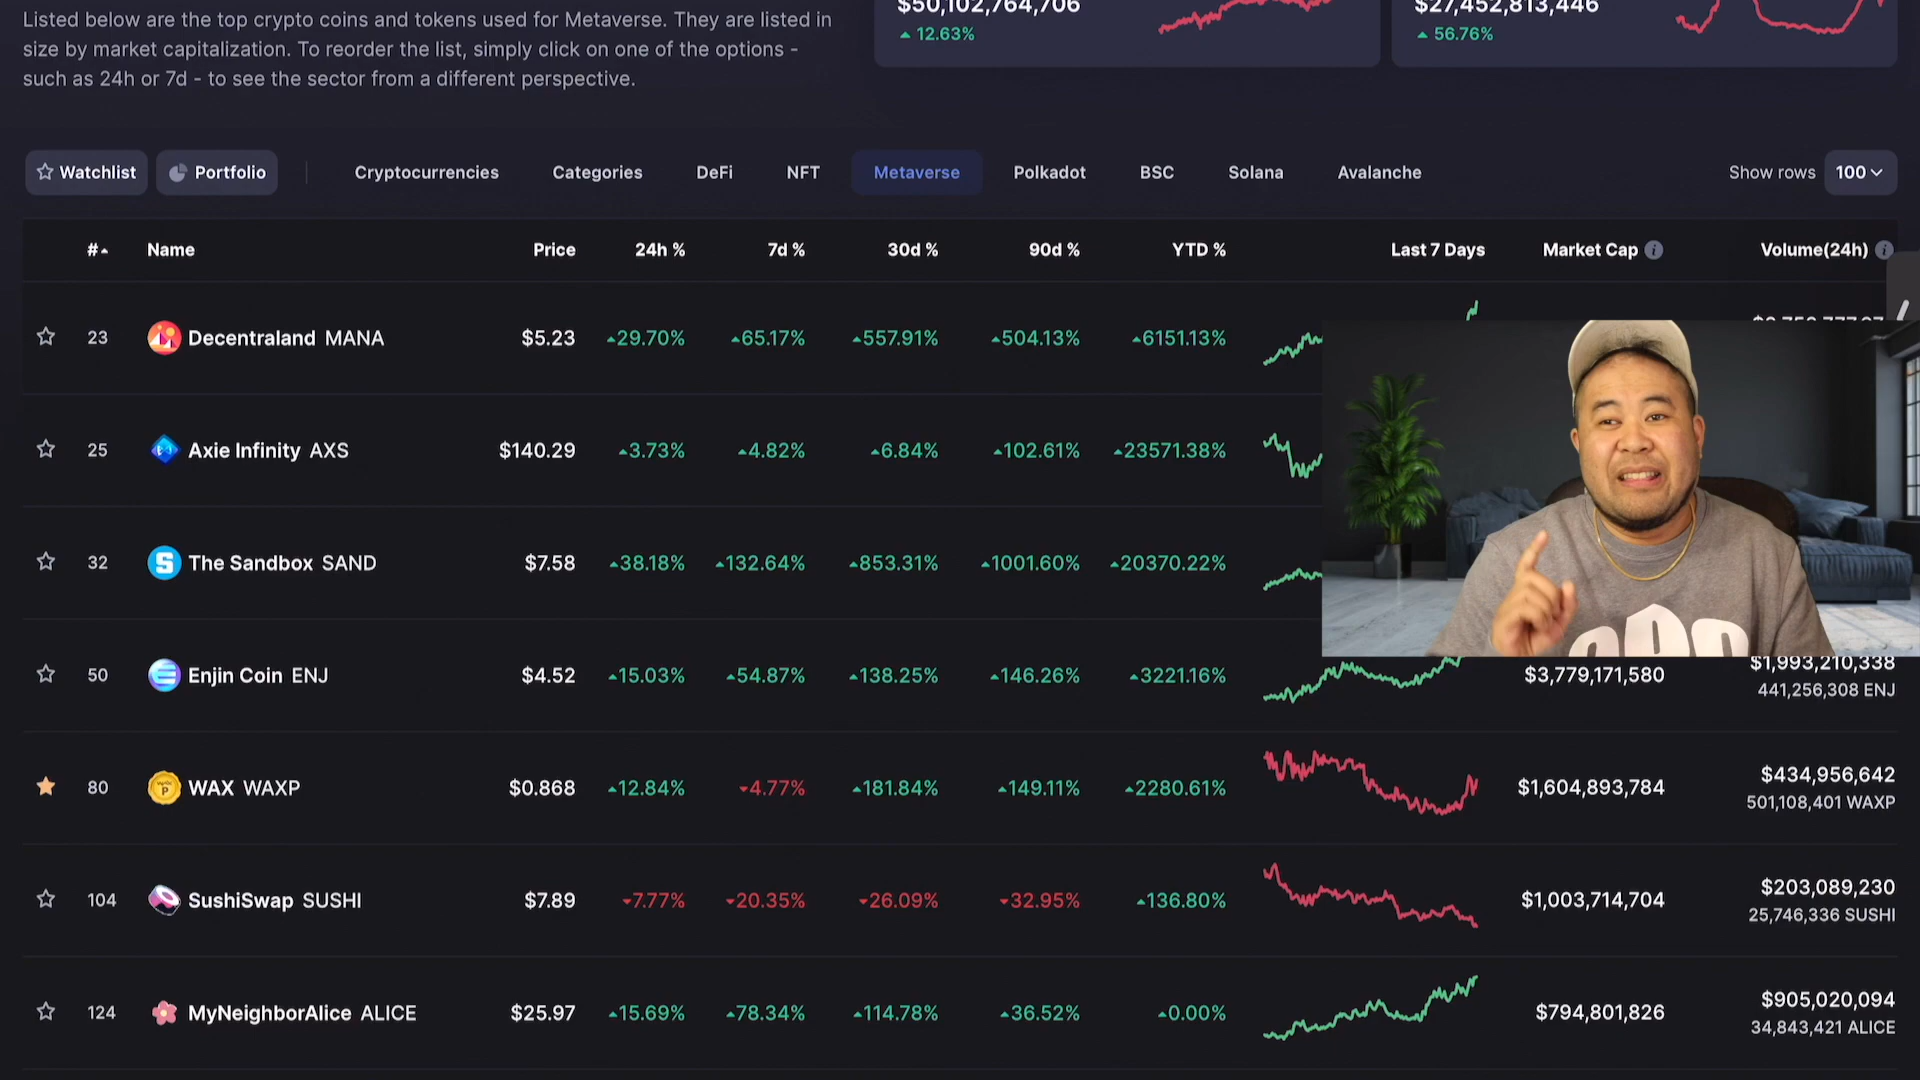 Listed below are the top crypto coins and tokens used for Metaverse. They are listed in
size by market capitalization. To reorder the list, simply click on one of the options -
such as 24h or 7d - to see the sector from a different perspective.
$50,102,764,706
12.63%
$27,452,813,446
56.76%
Watchlist Portfolio Cryptocurrencies Categories DeFi NFT Metaverse Polkadot BSC Solana Avalanche Show rows 100
# Name Price 24h % 7d % 30d % 90d % YTD % Last 7 Days Market Cap Volume(24h)
23 Decentraland MANA $5.23 29.70% 65.17% 557.91% 504.13% 6151.13%
25 Axie Infinity AXS $140.29 3.73% 4.82% 6.84% 102.61% 23571.38%
32 The Sandbox SAND $7.58 38.18% 132.64% 853.31% 1001.60% 20370.22%
50 Enjin Coin ENJ $4.52 15.03% 54.87% 138.25% 146.26% 3221.16% $3,779,171,580 $1,993,210,338
441,256,308 ENJ
80 WAX WAXP $0.868 12.84% 4.77% 181.84% 149.11% 2280.61% $1,604,893,784 $434,956,642
501,108,401 WAXP
104 SushiSwap SUSHI $7.89 7.77% 20.35% 26.09% 32.95% 136.80% $1,003,714,704 $203,089,230
25,746,336 SUSHI
124 MyNeighborAlice ALICE $25.97 15.69% 78.34% 114.78% 36.52% 0.00% $794,801,826 $905,020,094
34,843,421 ALICE